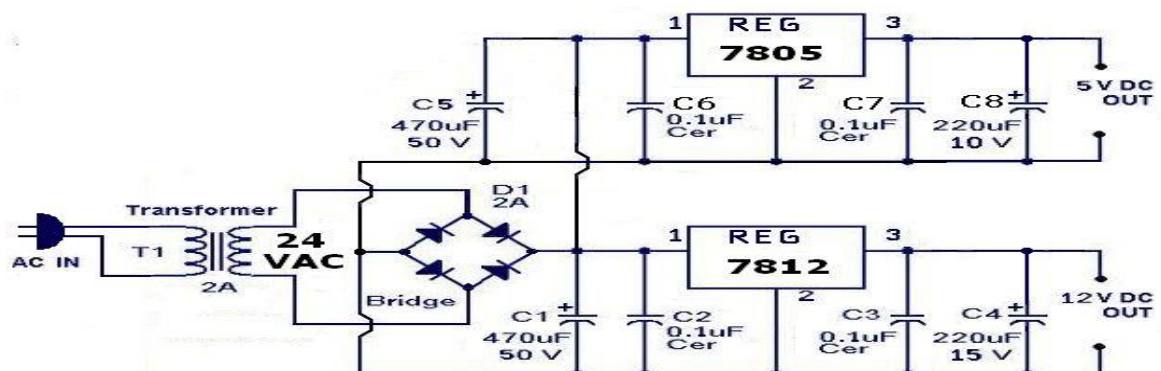 1 REG 3
7805
2
C5 +
470uF
50 V
C6
0.1uF
Cer
C7
0.1uF
Cer
C8 +
220uF
10 V
5 V DC
OUT
Transformer
T1
2A
AC IN
24
VAC
D1
2A
Bridge
1 REG 3
7812
2
C1 +
470uF
50 V
C2
0.1uF
Cer
C3
0.1uF
Cer
C4 +
220uF
15 V
12 V DC
OUT